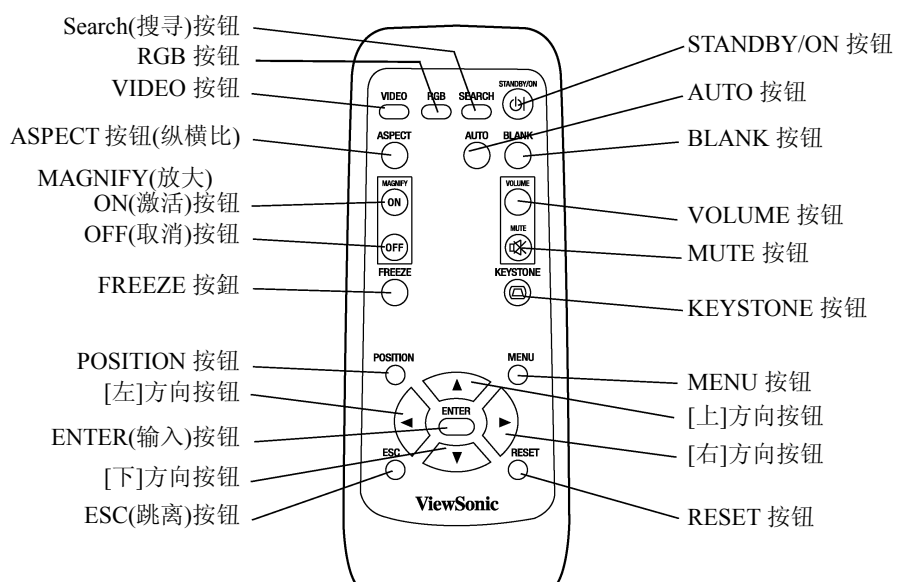 Search(搜寻)按钮
RGB 按钮
VIDEO 按钮
ASPECT 按钮(纵横比)
MAGNIFY(放大)
ON(激活)按钮
OFF(取消)按钮
FREEZE 按鈕
POSITION 按钮
[左]方向按钮
ENTER(输入)按钮
[下]方向按钮
ESC(跳离)按钮
STANDBY/ON
VIDEO RGB SEARCH
ASPECT AUTO BLANK
MAGNIFY VOLUME
ON
MUTE
OFF
FREEZE KEYSTONE
POSITION MENU
ENTER
ESC RESET
ViewSonic
STANDBY/ON 按钮
AUTO 按钮
BLANK 按钮
VOLUME 按钮
MUTE 按钮
KEYSTONE 按钮
MENU 按钮
[上]方向按钮
[右]方向按钮
RESET 按钮